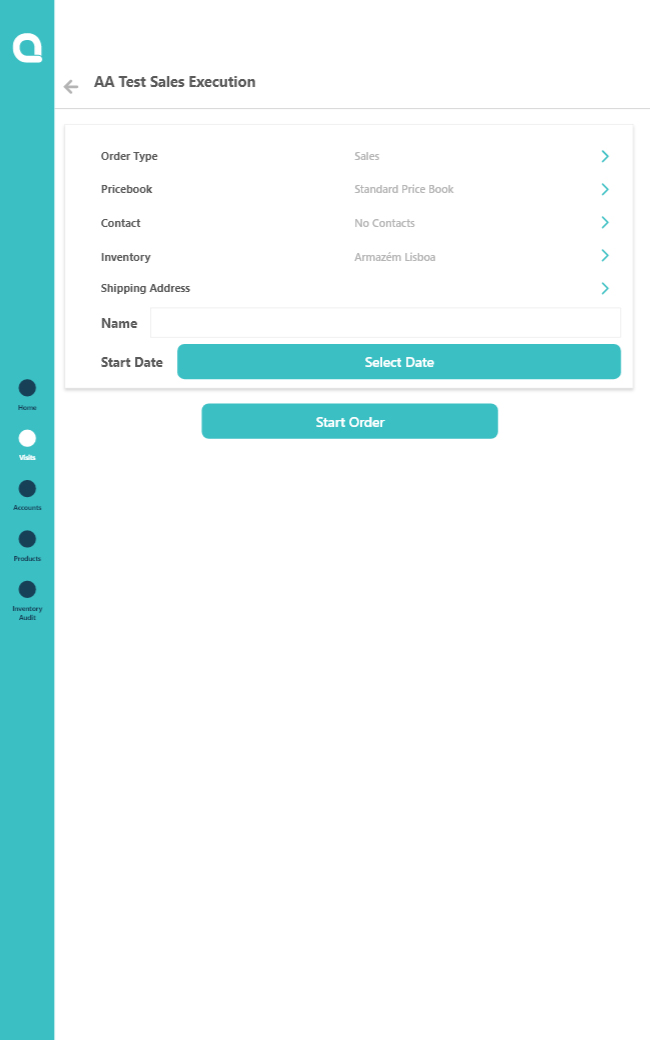 AA Test Sales Execution
Order Type Sales
Pricebook Standard Price Book
Contact No Contacts
Inventory Armazém Lisboa
Shipping Address
Name
Start Date Select Date
Start Order
Home
Visits
Accounts
Products
Inventory
Audit